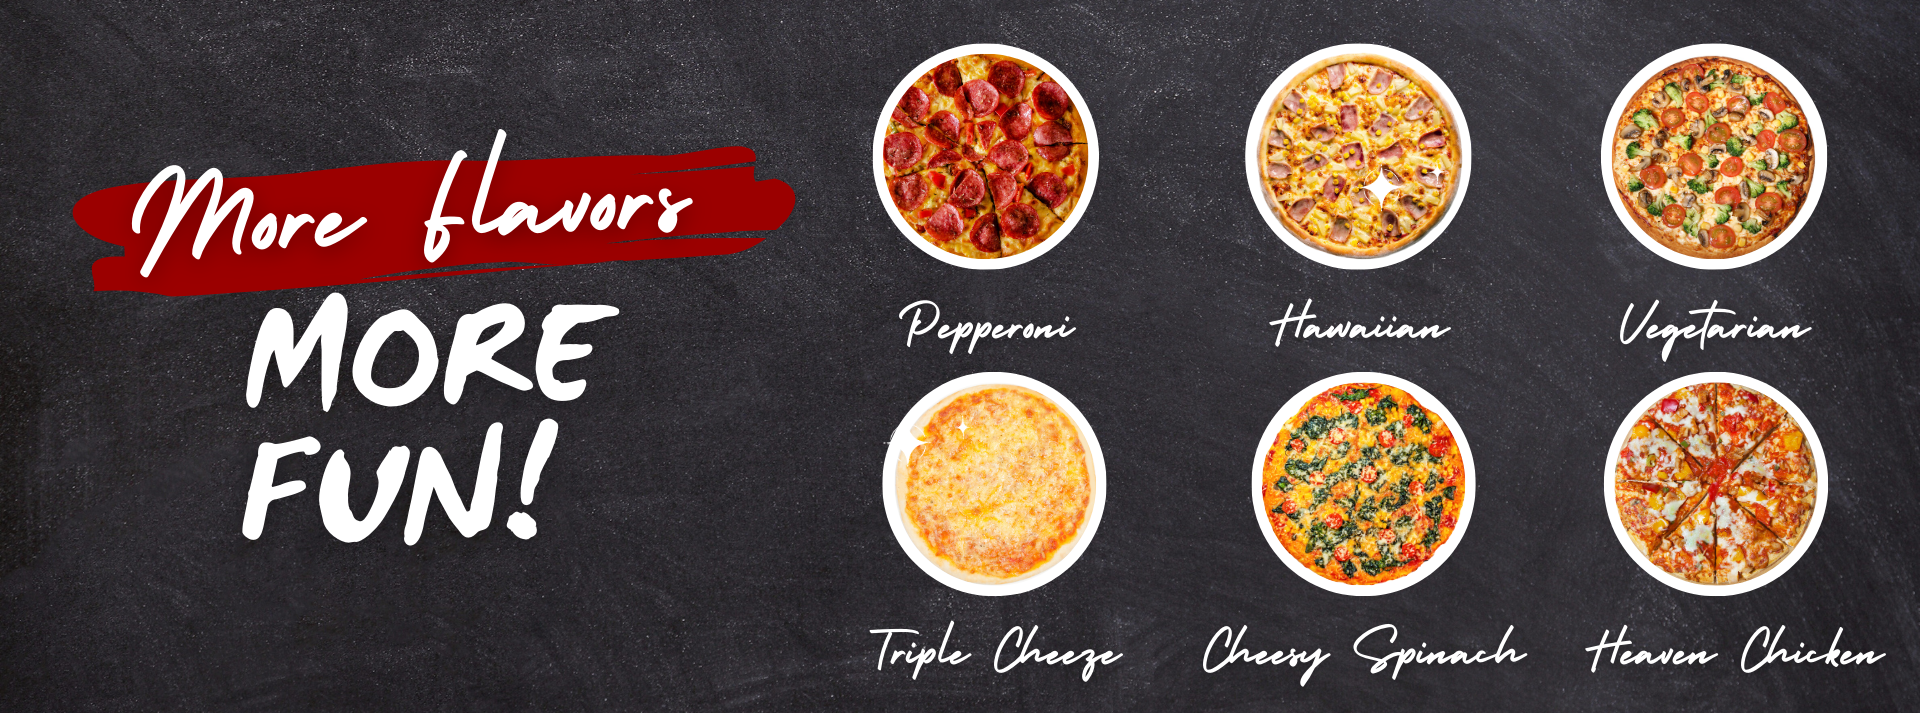 More flavors
MORE
FUN!
Pepperoni
Hawaiian
Vegetarian
Triple Cheeze
Cheesy Spinach
Heaven Chicken